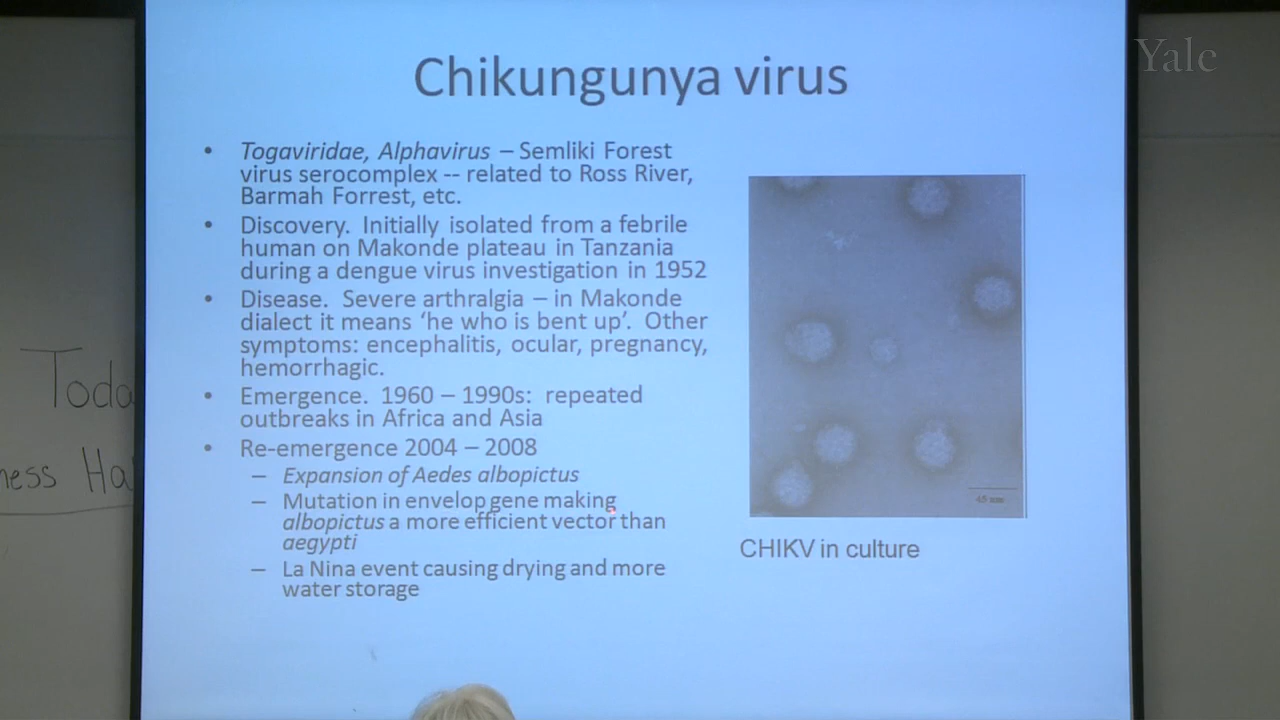 Yale
Chikungunya virus
• Togaviridae, Alphavirus – Semliki Forest
virus serocomplex -- related to Ross River,
Barmah Forrest, etc.
• Discovery. Initially isolated from a febrile
human on Makonde plateau in Tanzania
during a dengue virus investigation in 1952
• Disease. Severe arthralgia – in Makonde
dialect it means ‘he who is bent up’. Other
symptoms: encephalitis, ocular, pregnancy,
hemorrhagic.
• Emergence. 1960 – 1990s: repeated
outbreaks in Africa and Asia
• Re-emergence 2004 – 2008
– Expansion of Aedes albopictus
– Mutation in envelop gene making
albopictus a more efficient vector than
aegypti
– La Nina event causing drying and more
water storage
45 nm
CHIKV in culture
Toda
ness Ha